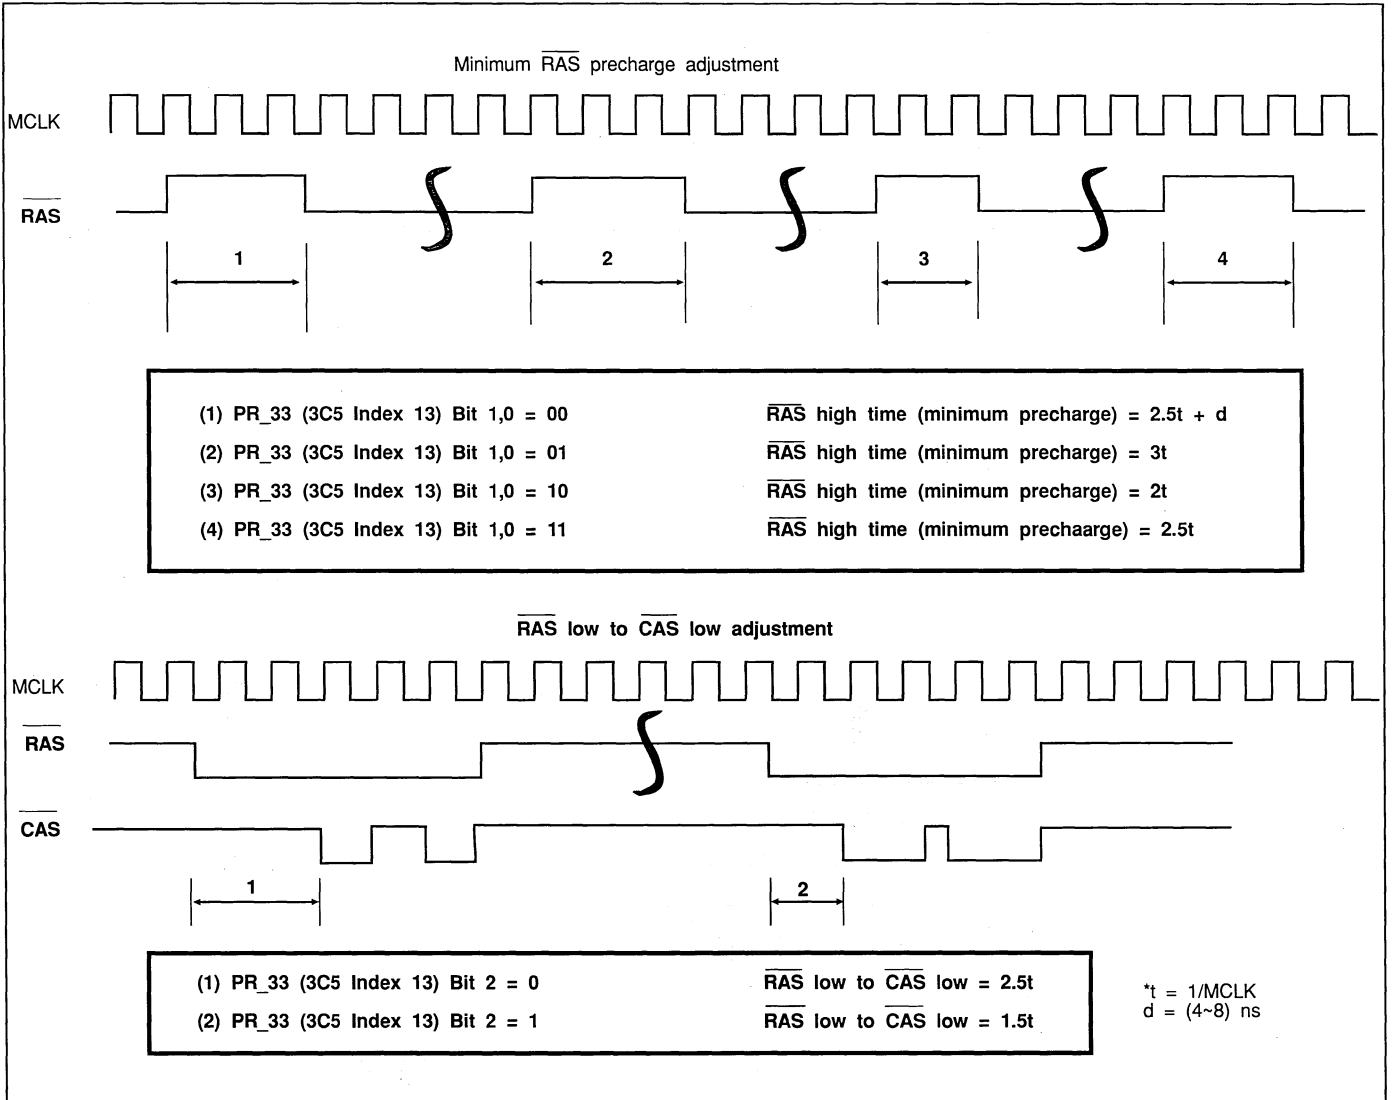 Minimum RAS precharge adjustment
MCLK
RAS
1 2 3 4
(1) PR_33 (3C5 Index 13) Bit 1,0 = 00 RAS high time (minimum precharge) = 2.5t + d
(2) PR_33 (3C5 Index 13) Bit 1,0 = 01 RAS high time (minimum precharge) = 3t
(3) PR_33 (3C5 Index 13) Bit 1,0 = 10 RAS high time (minimum precharge) = 2t
(4) PR_33 (3C5 Index 13) Bit 1,0 = 11 RAS high time (minimum prechaarge) = 2.5t
RAS low to CAS low adjustment
MCLK
RAS
CAS
1 2
(1) PR_33 (3C5 Index 13) Bit 2 = 0 RAS low to CAS low = 2.5t
(2) PR_33 (3C5 Index 13) Bit 2 = 1 RAS low to CAS low = 1.5t
*t = 1/MCLK
d = (4~8) ns